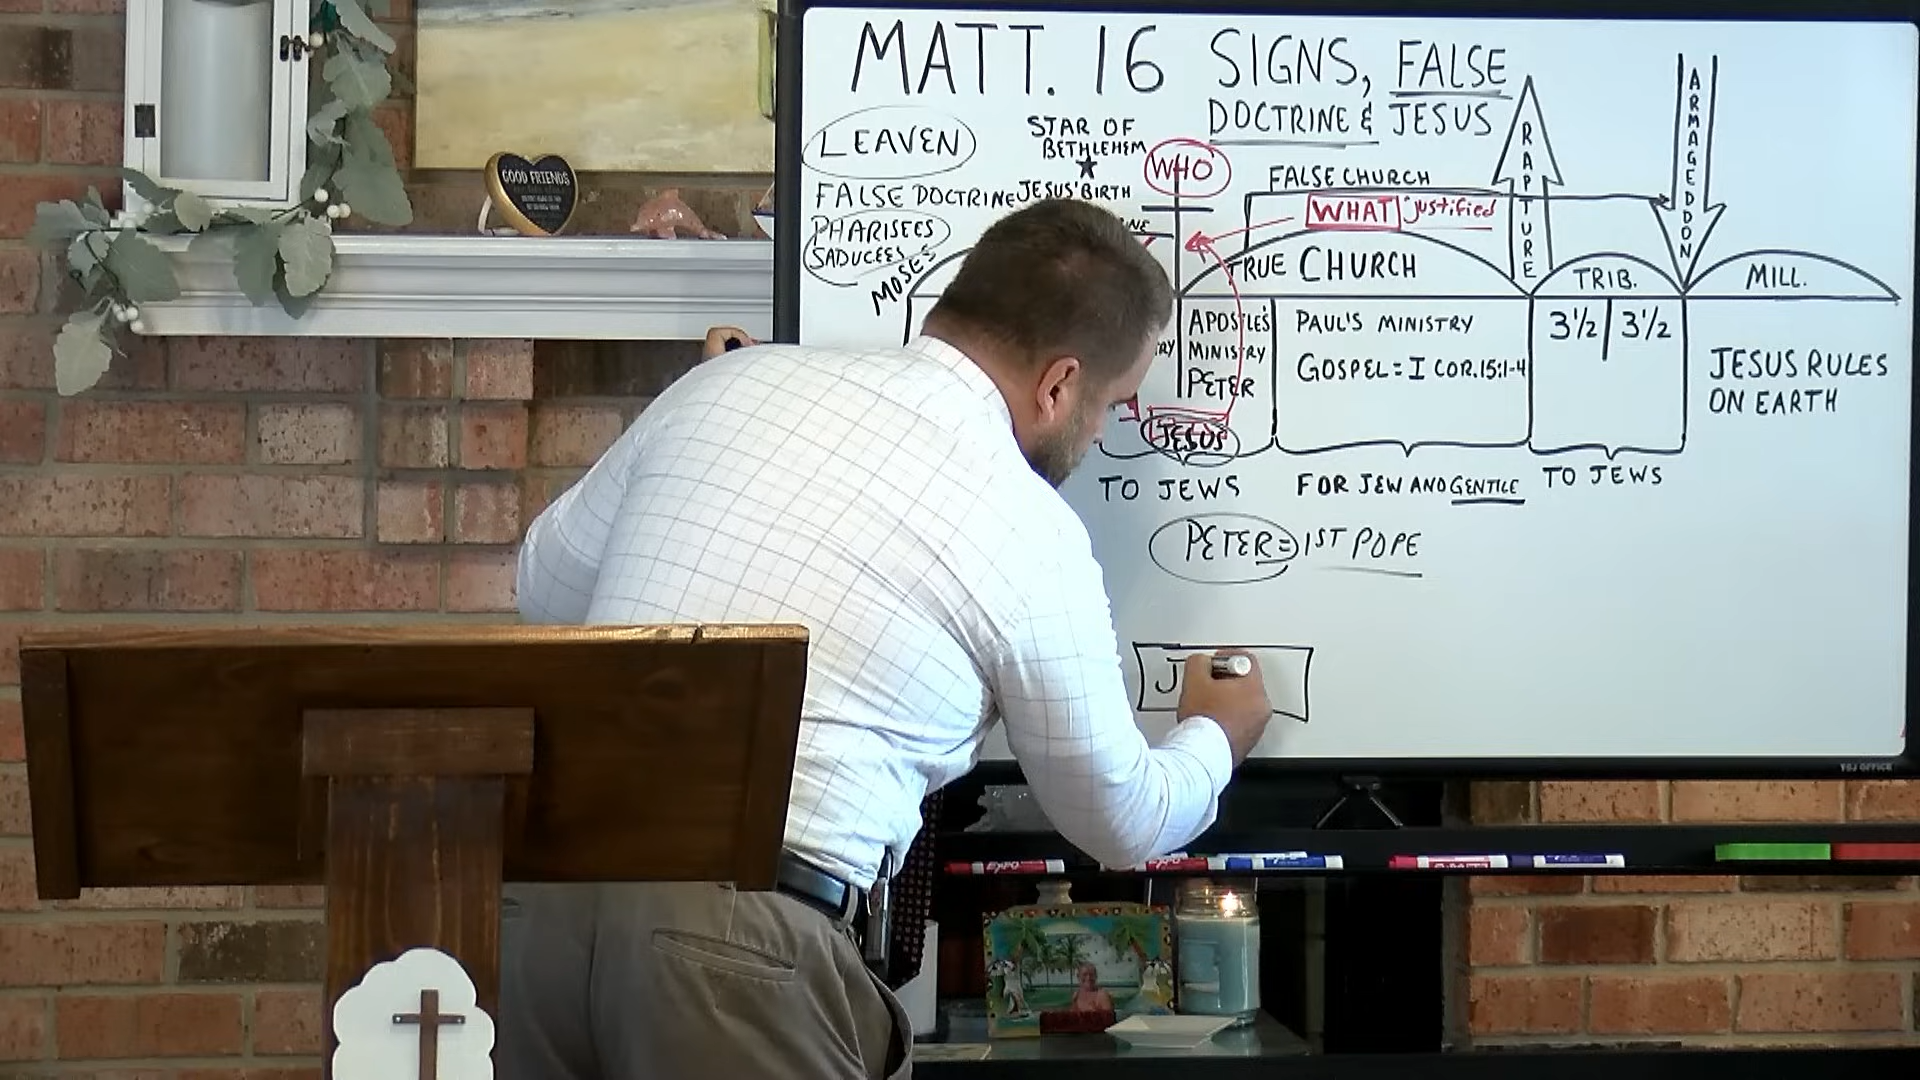 MATT. 16 SIGNS, FALSE
DOCTRINE & JESUS
LEAVEN
FALSE DOCTRINE
PHARISEES
SADUCEES
MOSES
STAR OF
BETHLEHEM
JESUS' BIRTH
WHO
FALSE CHURCH
WHAT justified
TRUE CHURCH
RAPTURE
ARMAGEDDON
TRIB.
MILL.
APOSTLE'S
MINISTRY
PETER
JESUS
PAUL'S MINISTRY
GOSPEL = I COR. 15:1-4
3½ 3½
JESUS RULES
ON EARTH
TO JEWS
FOR JEW AND GENTILE
TO JEWS
PETER = 1ST POPE
J
GOOD FRIENDS
EXPO